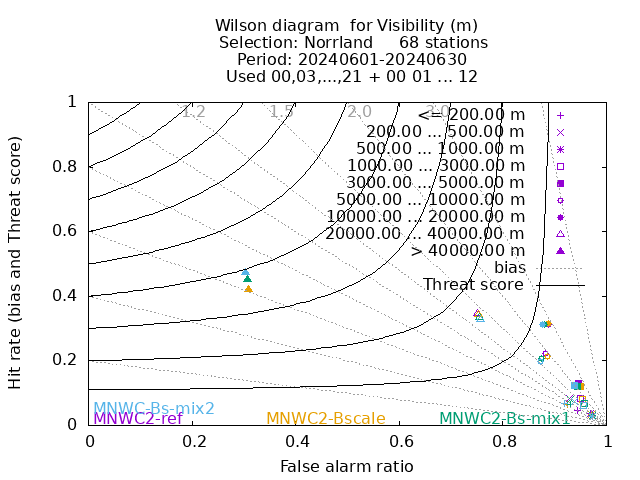 Wilson diagram  for Visibility (m)
Selection: Norrland     68 stations
Period: 20240601-20240630
Used 00,03,...,21 + 00 01 ... 12
1.2 1.5 2.0 3.0
<= 200.00 m
200.00 ... 500.00 m
500.00 ... 1000.00 m
1000.00 ... 3000.00 m
3000.00 ... 5000.00 m
5000.00 ... 10000.00 m
10000.00 ... 20000.00 m
20000.00 ... 40000.00 m
> 40000.00 m
bias
Threat score
Hit rate (bias and Threat score)
1
0.8
0.6
0.4
0.2
0
MNWC-Bs-mix2
MNWC2-ref MNWC2-Bscale MNWC2-Bs-mix1
0 0.2 0.4 0.6 0.8 1
False alarm ratio